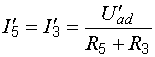 I′₅ = I′₃ = U′ad / (R₅ + R₃)